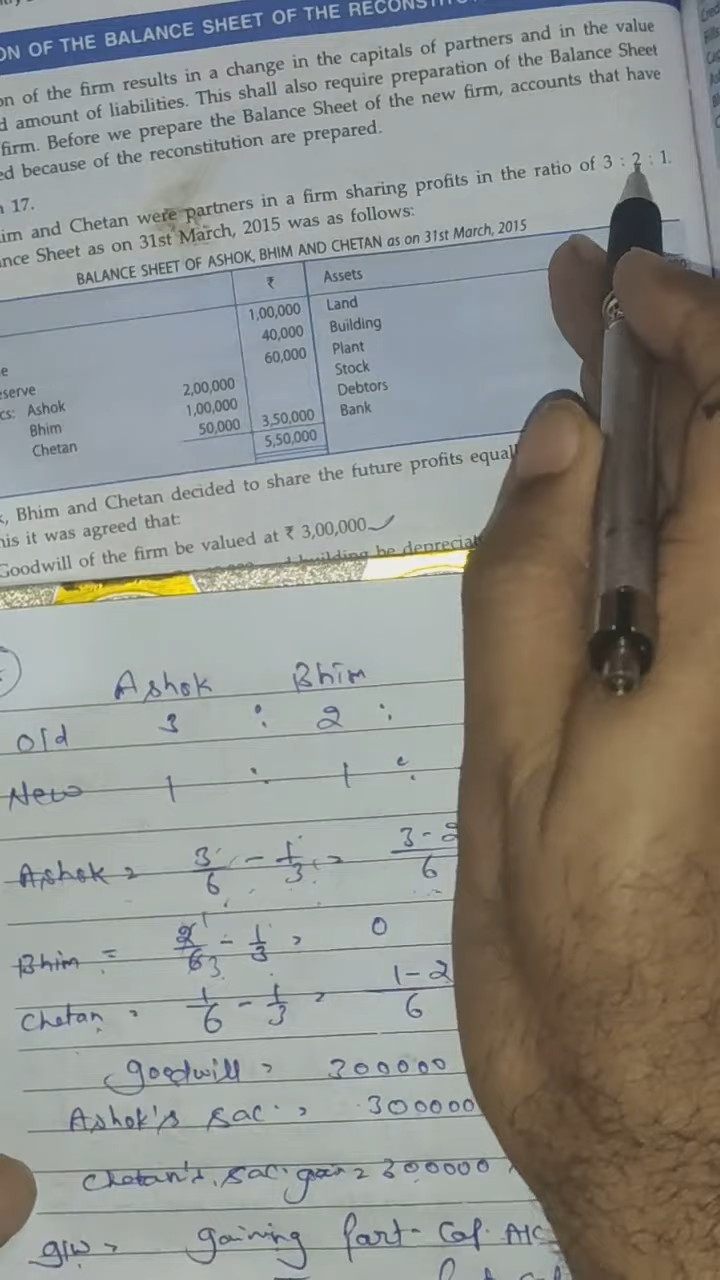 ON OF THE BALANCE SHEET OF THE RECONSTIT
on of the firm results in a change in the capitals of partners and in the value
d amount of liabilities. This shall also require preparation of the Balance Sheet
firm. Before we prepare the Balance Sheet of the new firm, accounts that have
ed because of the reconstitution are prepared.
17.
im and Chetan were partners in a firm sharing profits in the ratio of 3 : 2 : 1.
nce Sheet as on 31st March, 2015 was as follows:
BALANCE SHEET OF ASHOK, BHIM AND CHETAN as on 31st March, 2015
₹ Assets
1,00,000 Land
40,000 Building
e 60,000 Plant
eserve Stock
cs: Ashok 2,00,000 Debtors
Bhim 1,00,000 3,50,000 Bank
Chetan 50,000 5,50,000
, Bhim and Chetan decided to share the future profits equal
his it was agreed that:
Goodwill of the firm be valued at ₹ 3,00,000
building be depreciat
Ashok Bhim
Old 3 : 2 :
New 1 : 1 :
Ashok = 3/6 - 1/3 = 3-2/6
Bhim = 2/6 - 1/3 = 0
Chetan = 1/6 - 1/3 = 1-2/6
goodwill = 300000
Ashok's sac. = 300000
Chetan's gain = 300000
g/w = gaining Part- Cap. A/C